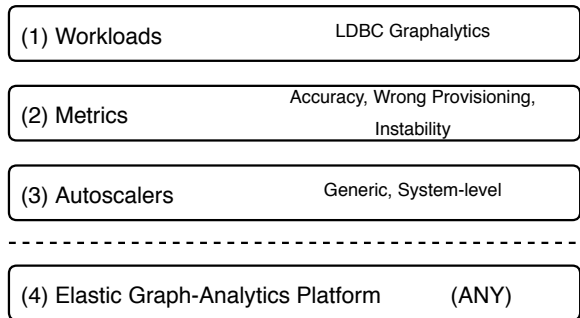 (1) Workloads LDBC Graphalytics
(2) Metrics Accuracy, Wrong Provisioning,
Instability
(3) Autoscalers Generic, System-level
(4) Elastic Graph-Analytics Platform (ANY)